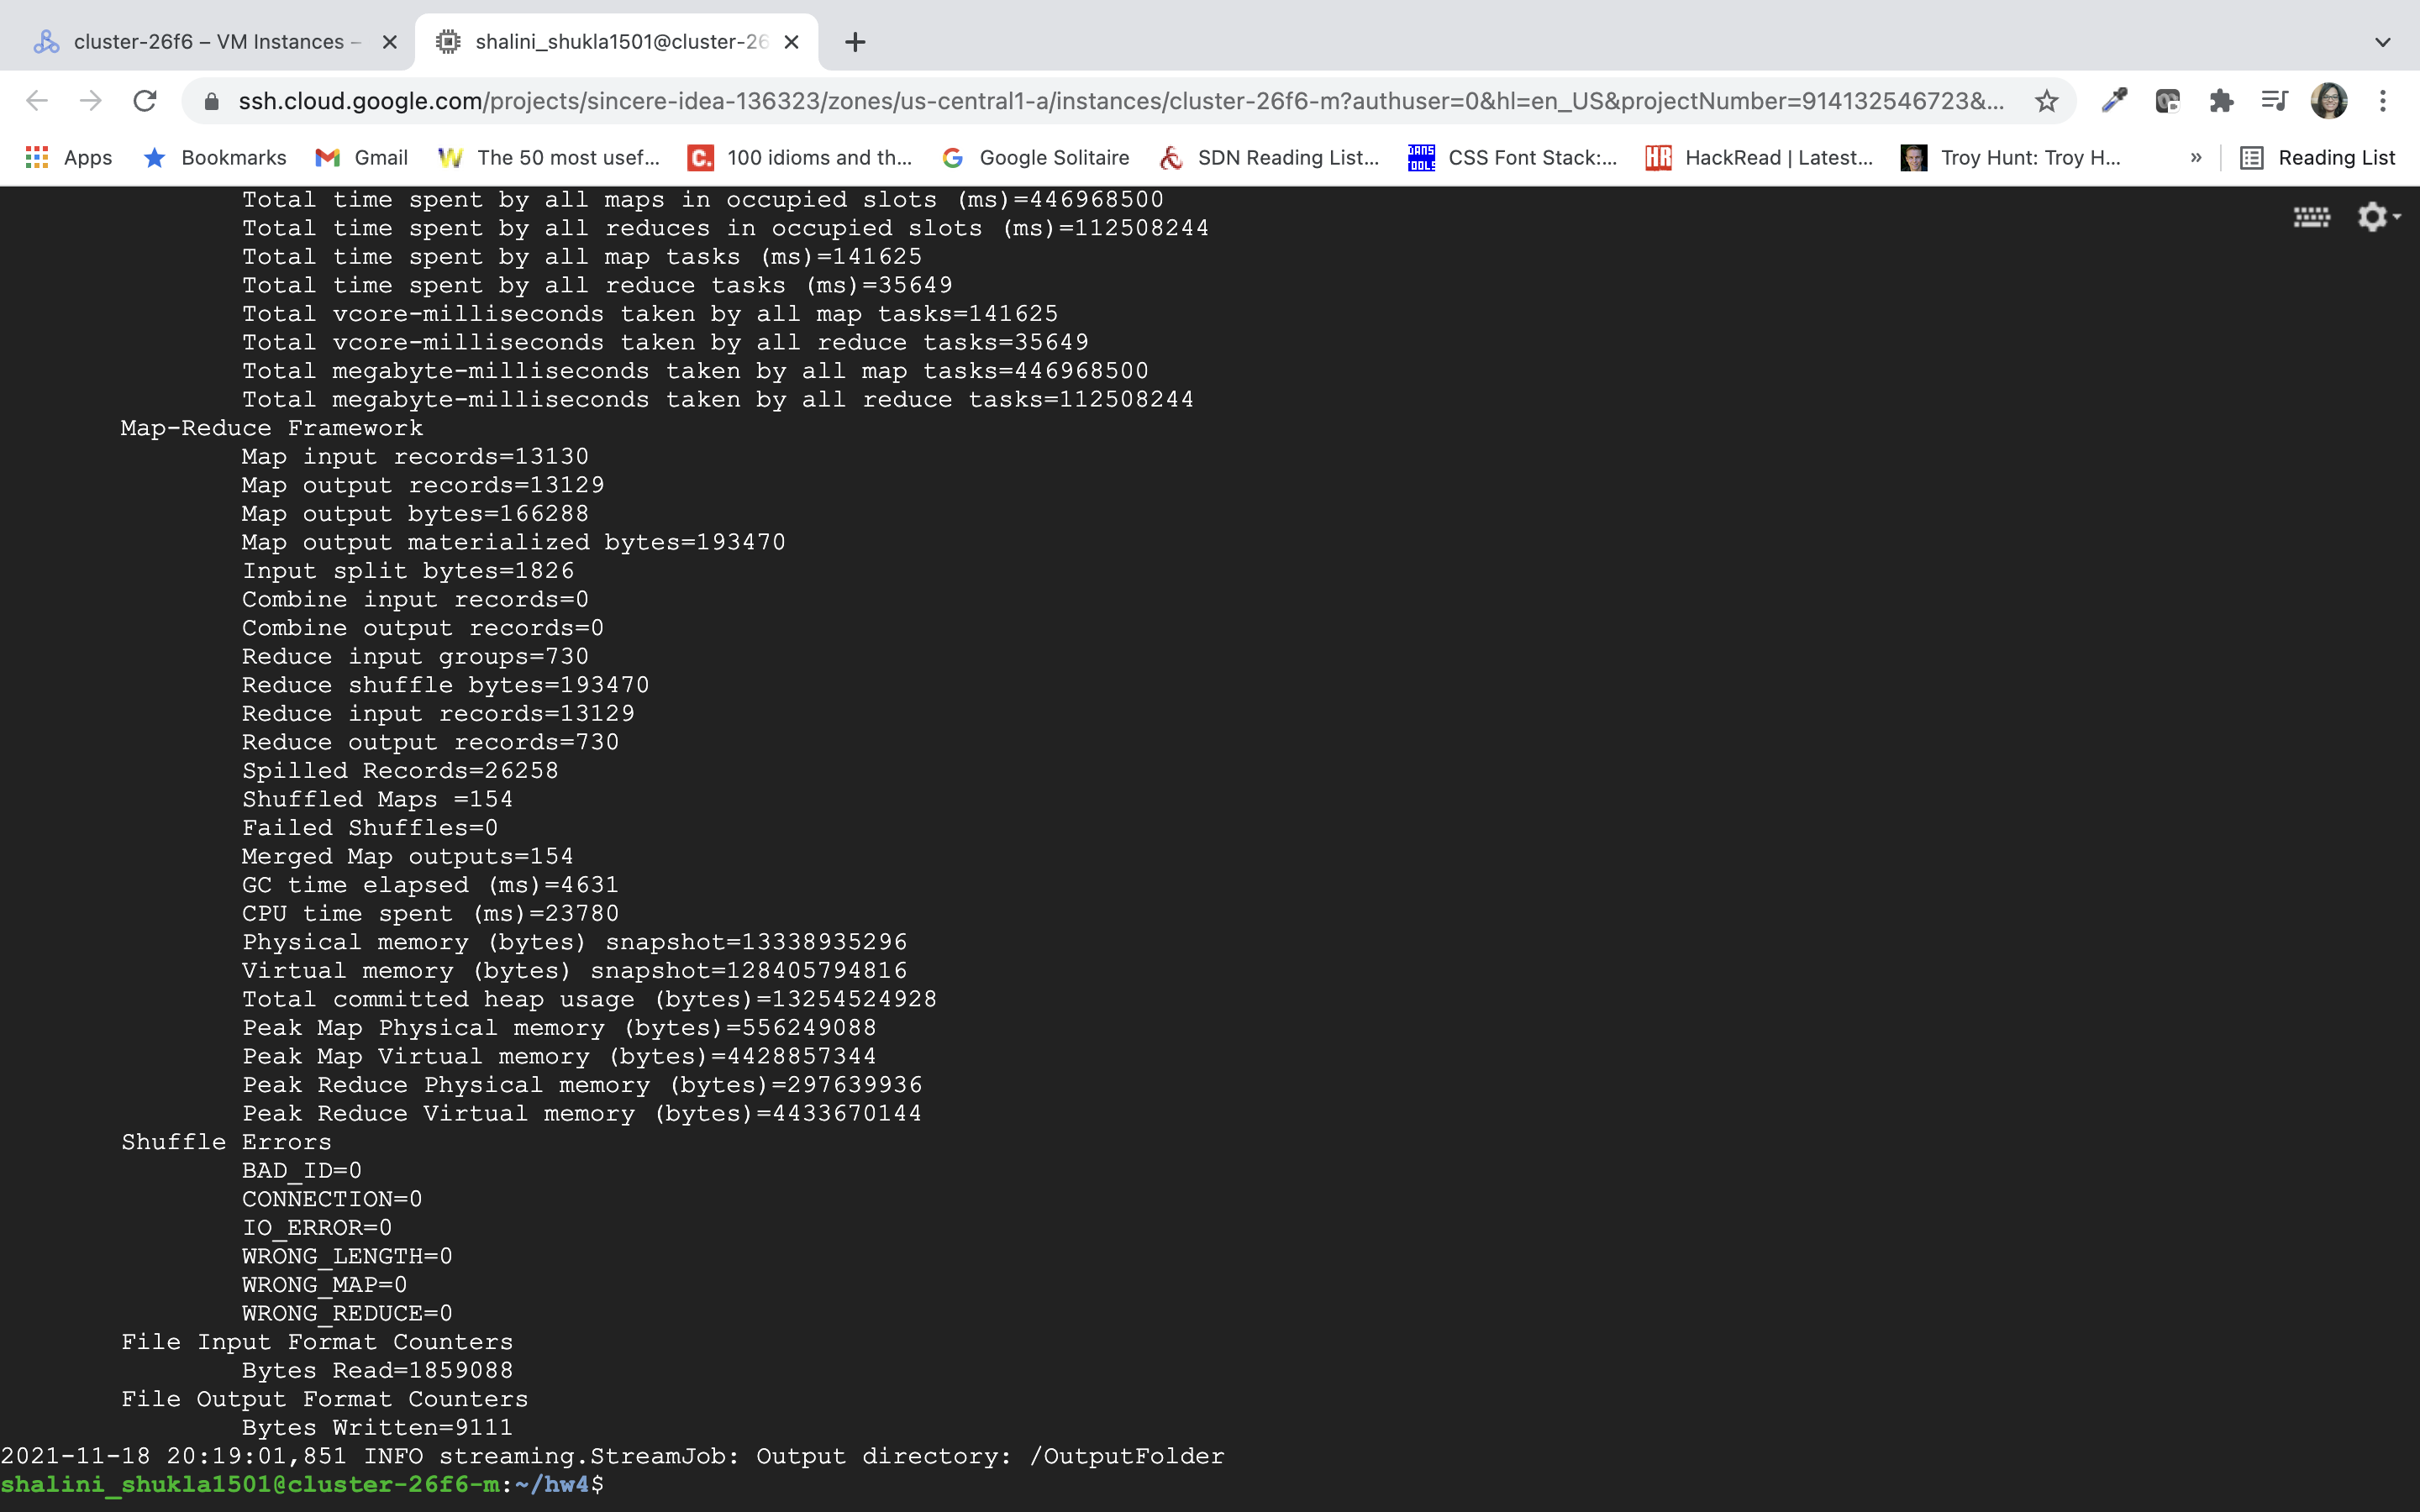 cluster-26f6 – VM Instances –
shalini_shukla1501@cluster-26
ssh.cloud.google.com/projects/sincere-idea-136323/zones/us-central1-a/instances/cluster-26f6-m?authuser=0&hl=en_US&projectNumber=914132546723&...
Apps Bookmarks Gmail The 50 most usef... 100 idioms and th... Google Solitaire SDN Reading List... CSS Font Stack:... HackRead | Latest... Troy Hunt: Troy H... » Reading List
Total time spent by all maps in occupied slots (ms)=446968500
Total time spent by all reduces in occupied slots (ms)=112508244
Total time spent by all map tasks (ms)=141625
Total time spent by all reduce tasks (ms)=35649
Total vcore-milliseconds taken by all map tasks=141625
Total vcore-milliseconds taken by all reduce tasks=35649
Total megabyte-milliseconds taken by all map tasks=446968500
Total megabyte-milliseconds taken by all reduce tasks=112508244
Map-Reduce Framework
Map input records=13130
Map output records=13129
Map output bytes=166288
Map output materialized bytes=193470
Input split bytes=1826
Combine input records=0
Combine output records=0
Reduce input groups=730
Reduce shuffle bytes=193470
Reduce input records=13129
Reduce output records=730
Spilled Records=26258
Shuffled Maps =154
Failed Shuffles=0
Merged Map outputs=154
GC time elapsed (ms)=4631
CPU time spent (ms)=23780
Physical memory (bytes) snapshot=13338935296
Virtual memory (bytes) snapshot=128405794816
Total committed heap usage (bytes)=13254524928
Peak Map Physical memory (bytes)=556249088
Peak Map Virtual memory (bytes)=4428857344
Peak Reduce Physical memory (bytes)=297639936
Peak Reduce Virtual memory (bytes)=4433670144
Shuffle Errors
BAD_ID=0
CONNECTION=0
IO_ERROR=0
WRONG_LENGTH=0
WRONG_MAP=0
WRONG_REDUCE=0
File Input Format Counters
Bytes Read=1859088
File Output Format Counters
Bytes Written=9111
2021-11-18 20:19:01,851 INFO streaming.StreamJob: Output directory: /OutputFolder
shalini_shukla1501@cluster-26f6-m:~/hw4$